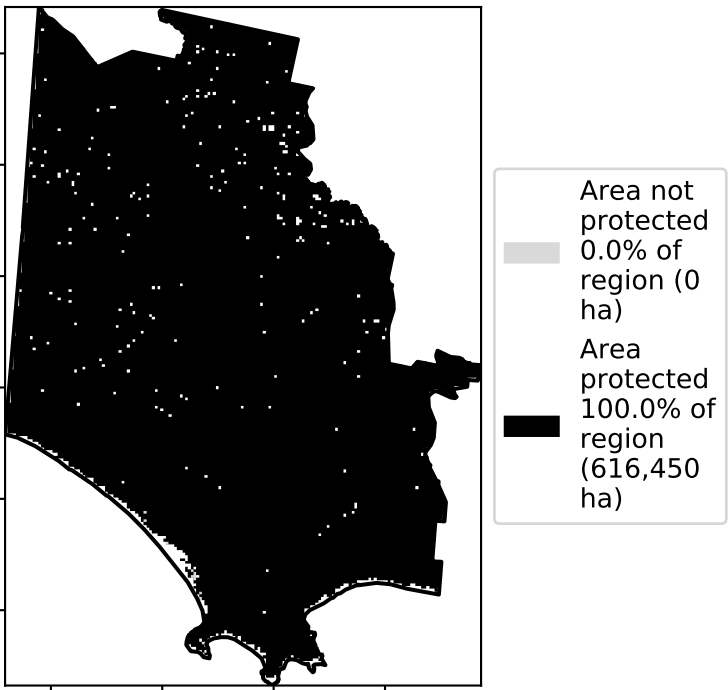 Area not
protected
0.0% of
region (0
ha)
Area
protected
100.0% of
region
(616,450
ha)